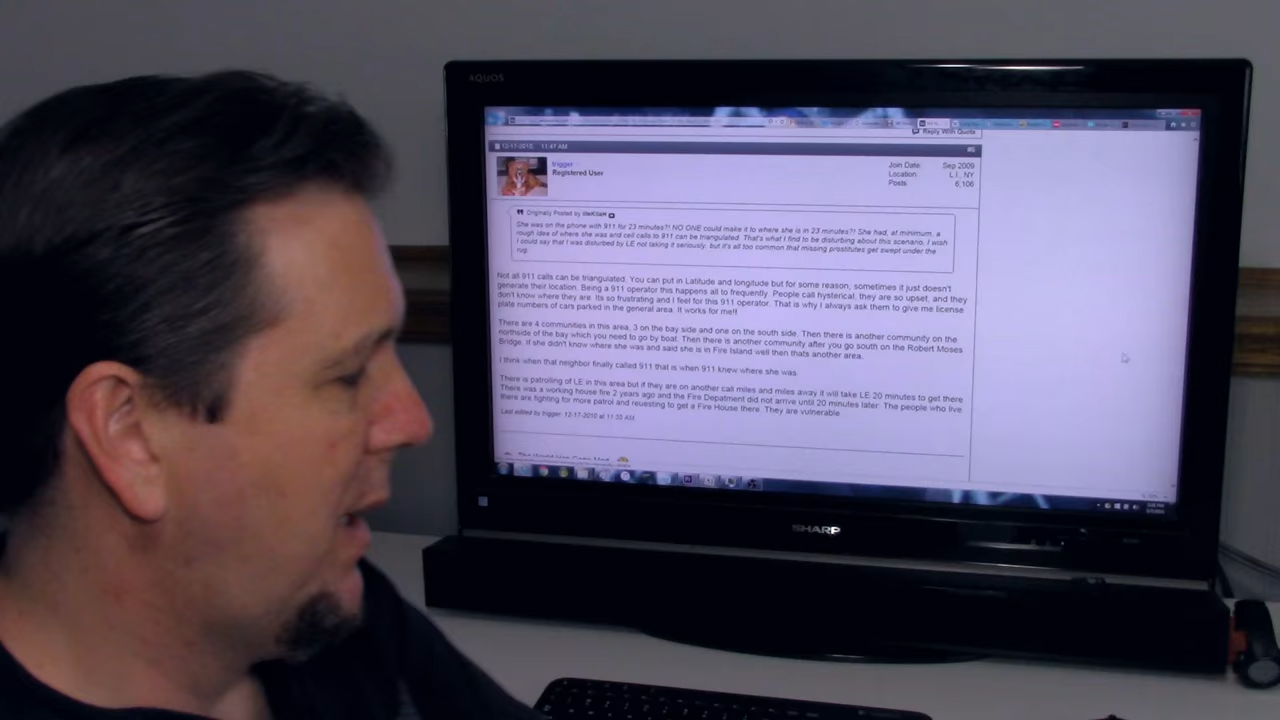 AQUOS
Reply With Quote
12-17-2010, 11:47 AM
#6
trigger
Registered User
Join Date: Sep 2009
Location: L.I., NY
Posts: 6,106
Originally Posted by
She was on the phone with 911 for 23 minutes?! NO ONE could make it to where she is in 23 minutes?! She had, at minimum, a
rough idea of where she was and cell calls to 911 can be triangulated. That's what I find to be disturbing about this scenario. I wish
I could say that I was disturbed by LE not taking it seriously, but it's all too common that missing prostitutes get swept under the
rug.
Not all 911 calls can be triangulated. You can put in Latitude and longitude but for some reason, sometimes it just doesn't
generate their location. Being a 911 operator this happens all to frequently. People call hysterical, they are so upset, and they
don't know where they are. Its so frustrating and I feel for this 911 operator. That is why I always ask them to give me license
plate numbers of cars parked in the general area. It works for me!!
There are 4 communities in this area, 3 on the bay side and one on the south side. Then there is another community on the
northside of the bay which you need to go by boat. Then there is another community after you go south on the Robert Moses
Bridge. If she didn't know where she was and said she is in Fire Island well then thats another area.
I think when that neighbor finally called 911 that is when 911 knew where she was.
There is patrolling of LE in this area but if they are on another call miles and miles away it will take LE 20 minutes to get there
There was a working house fire 2 years ago and the Fire Depatment did not arrive until 20 minutes later. The people who live
there are fighting for more patrol and reuesting to get a Fire House there. They are vulnerable
Last edited by trigger; 12-17-2010 at 11:53 AM.
SHARP